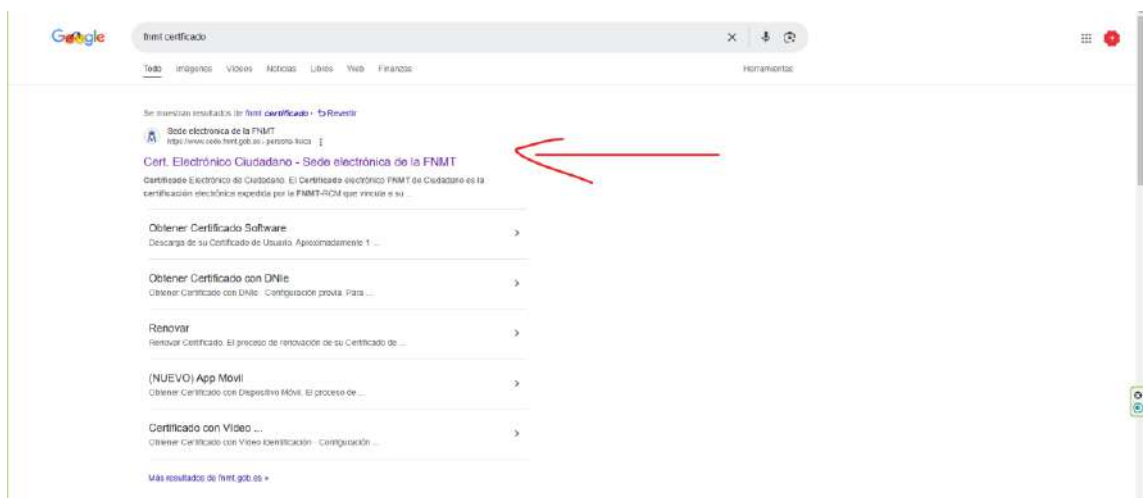 Google
fnmt certificado
Todo Imágenes Vídeos Noticias Libros Web Finanzas Herramientas
Se muestran resultados de fnmt certificado · Revertir
Sede electrónica de la FNMT
https://www.sede.fnmt.gob.es › persona-fisica
Cert. Electrónico Ciudadano - Sede electrónica de la FNMT
Certificado Electrónico de Ciudadano. El Certificado electrónico FNMT de Ciudadano es la
certificación electrónica expedida por la FNMT-RCM que vincula a su ...
Obtener Certificado Software
Descarga de su Certificado de Usuario. Aproximadamente 1 ...
Obtener Certificado con DNIe
Obtener Certificado con DNIe · Configuración previa. Para ...
Renovar
Renovar Certificado. El proceso de renovación de su Certificado de ...
(NUEVO) App Movil
Obtener Certificado con Dispositivo Móvil. El proceso de ...
Certificado con Video ...
Obtener Certificado con Video Identificación · Configuración ...
Más resultados de fnmt.gob.es »